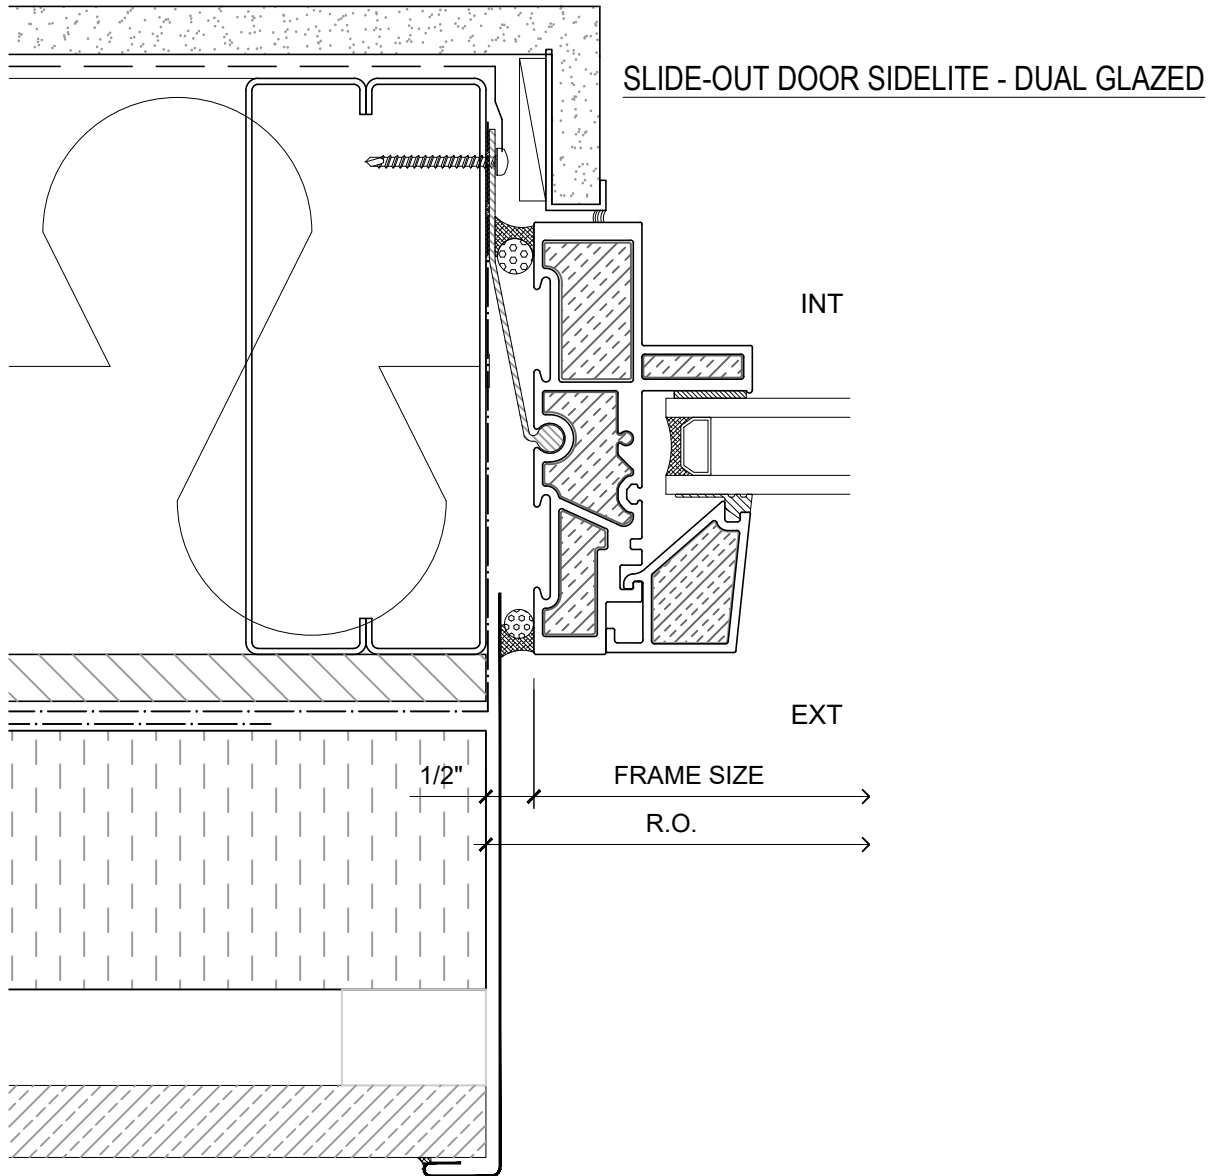 SLIDE-OUT DOOR SIDELITE - DUAL GLAZED
INT
EXT
1/2" FRAME SIZE
R.O.